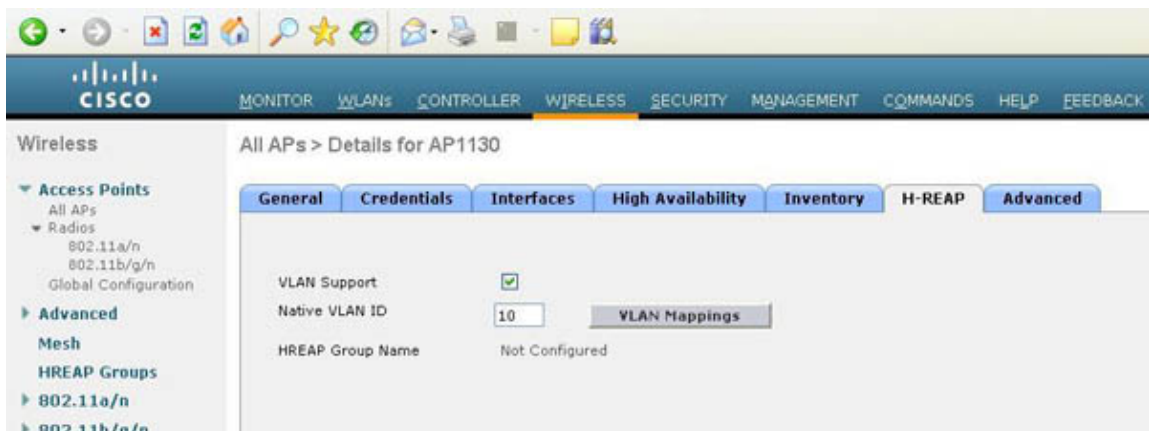 CISCO
MONITOR WLANs CONTROLLER WIRELESS SECURITY MANAGEMENT COMMANDS HELP FEEDBACK
Wireless
All APs > Details for AP1130
Access Points
All APs
Radios
802.11a/n
802.11b/g/n
Global Configuration
Advanced
Mesh
HREAP Groups
802.11a/n
802.11b/g/n
General Credentials Interfaces High Availability Inventory H-REAP Advanced
VLAN Support
Native VLAN ID 10 VLAN Mappings
HREAP Group Name Not Configured